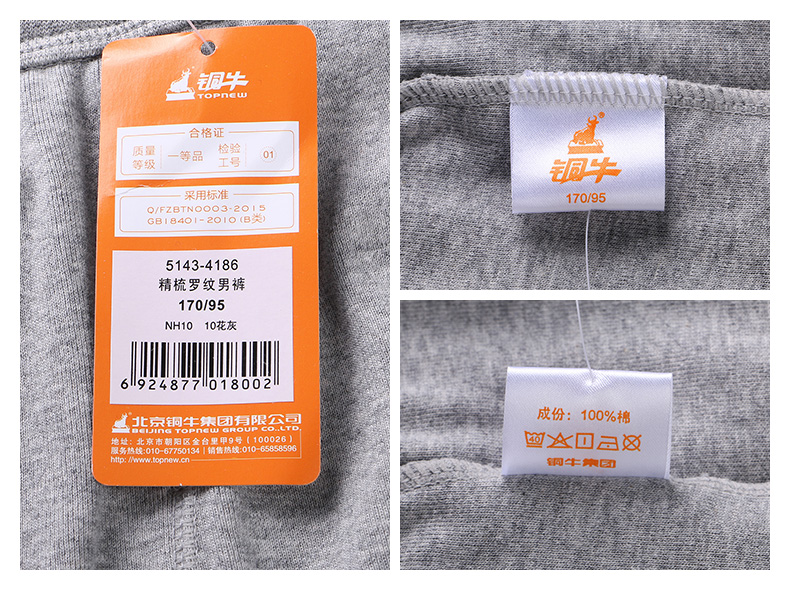 铜牛
TOPNEW
合格证
质量等级 一等品 检验工号 01
采用标准
Q/FZBTN0003-2015
GB18401-2010(B类)
5143-4186
精梳罗纹男裤
170/95
NH10 10花灰
6 924877 018002
北京铜牛集团有限公司
BEIJING TOPNEW GROUP CO.,LTD.
地址：北京市朝阳区金台里甲9号（100026）
服务热线:010-67750134 | 销售热线:010-65858596
http://www.topnew.cn
铜牛
170/95
成份：100%棉
铜牛集团